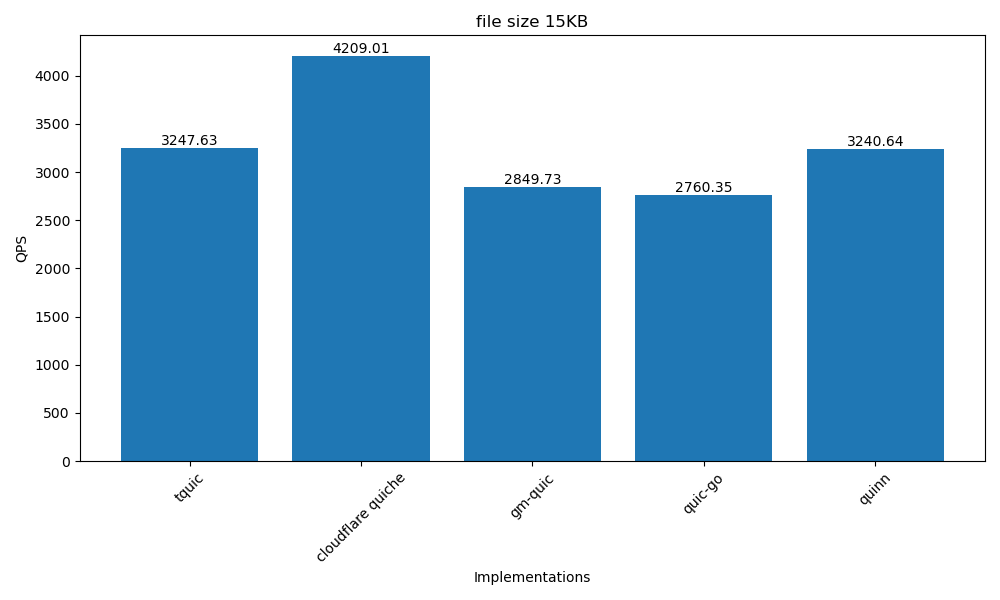 file size 15KB
QPS
4000
3500
3000
2500
2000
1500
1000
500
0
3247.63
4209.01
2849.73
2760.35
3240.64
tquic
cloudflare quiche
gm-quic
quic-go
quinn
Implementations